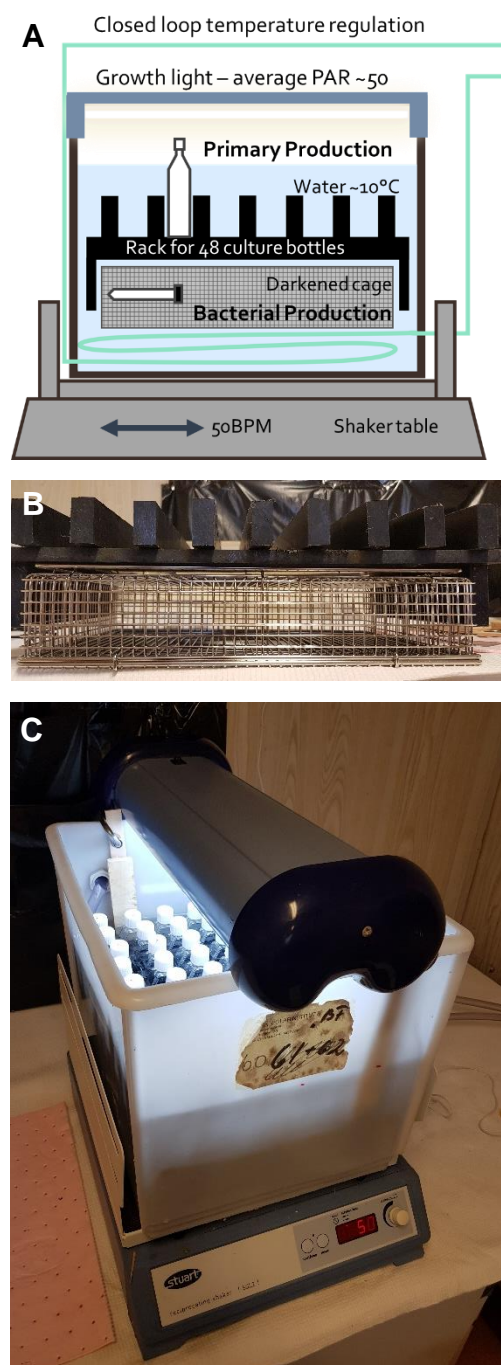 A
Closed loop temperature regulation
Growth light – average PAR ~50
Primary Production
Water ~10°C
Rack for 48 culture bottles
Darkened cage
Bacterial Production
50BPM
Shaker table
B
C
stuart
50